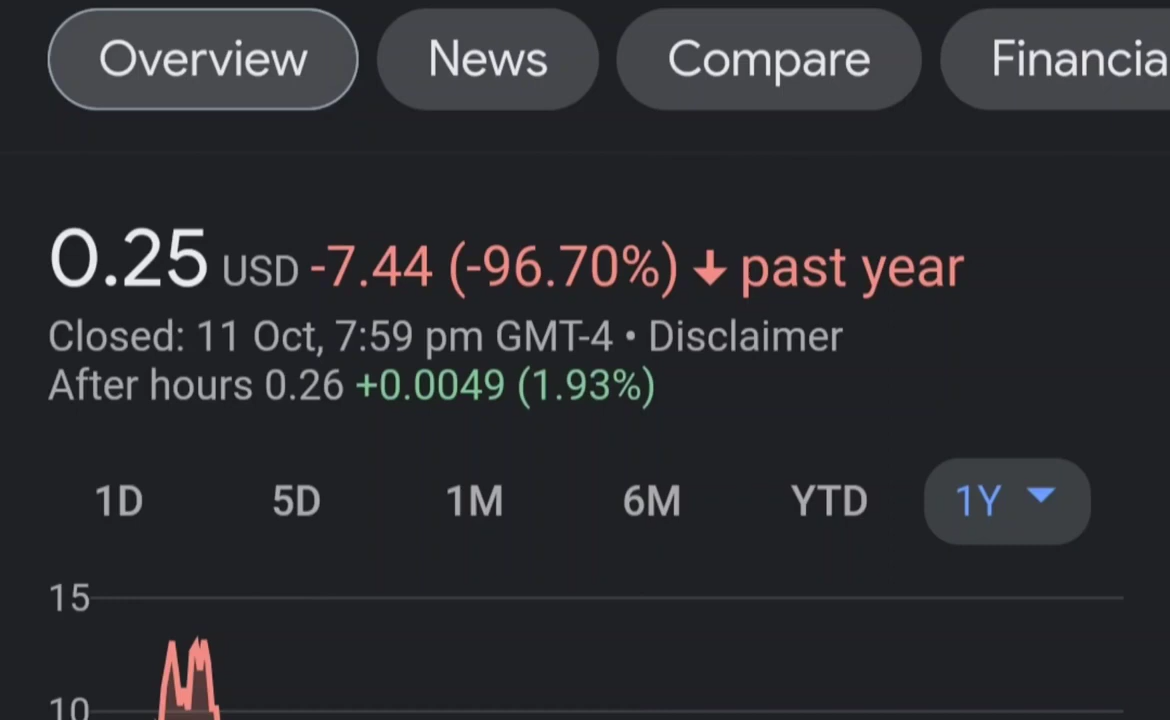 Overview News Compare Financia
0.25 USD -7.44 (-96.70%) ↓ past year
Closed: 11 Oct, 7:59 pm GMT-4 • Disclaimer
After hours 0.26 +0.0049 (1.93%)
1D 5D 1M 6M YTD 1Y
15
10